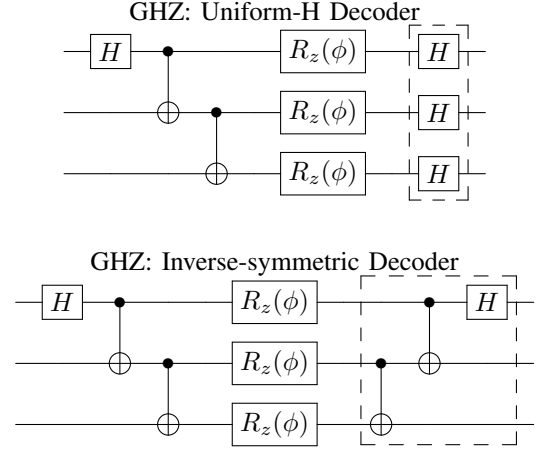 GHZ: Uniform-H Decoder
H R_z(ϕ) H
R_z(ϕ) H
R_z(ϕ) H
GHZ: Inverse-symmetric Decoder
H R_z(ϕ) H
R_z(ϕ)
R_z(ϕ)